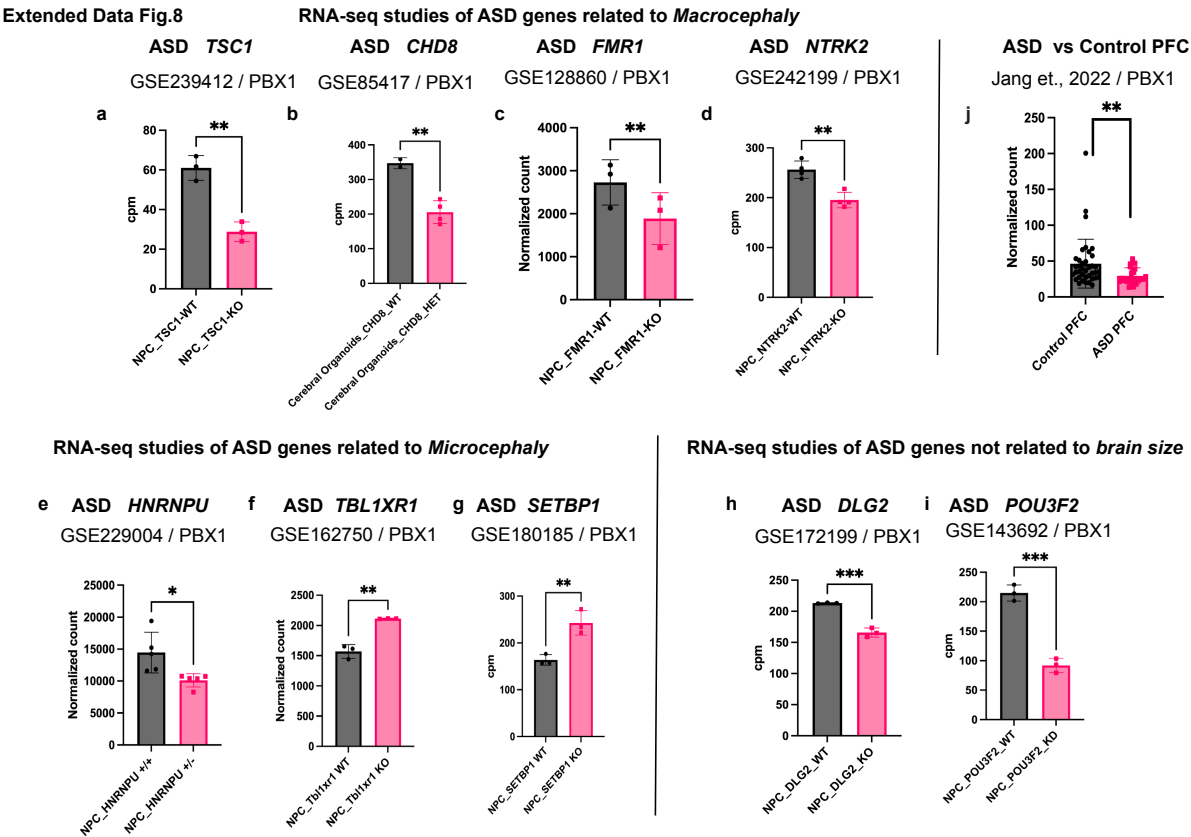 Extended Data Fig.8
RNA-seq studies of ASD genes related to Macrocephaly
ASD TSC1
GSE239412 / PBX1
a
80
60
40
20
0
cpm
**
NPC_TSC1-WT
NPC_TSC1-KO
ASD CHD8
GSE85417 / PBX1
b
400
300
200
100
0
cpm
**
Cerebral Organoids_CHD8_WT
Cerebral Organoids_CHD8_HET
ASD FMR1
GSE128860 / PBX1
c
4000
3000
2000
1000
0
Normalized count
**
NPC_FMR1-WT
NPC_FMR1-KO
ASD NTRK2
GSE242199 / PBX1
d
300
200
100
0
cpm
**
NPC_NTRK2-WT
NPC_NTRK2-KO
ASD vs Control PFC
Jang et., 2022 / PBX1
j
250
200
150
100
50
0
Normalized count
**
Control PFC
ASD PFC
RNA-seq studies of ASD genes related to Microcephaly
e ASD HNRNPU
GSE229004 / PBX1
25000
20000
15000
10000
5000
0
Normalized count
*
NPC_HNRNPU +/+
NPC_HNRNPU +/-
f ASD TBL1XR1
GSE162750 / PBX1
2500
2000
1500
1000
500
0
Normalized count
**
NPC_Tbl1xr1 WT
NPC_Tbl1xr1 KO
g ASD SETBP1
GSE180185 / PBX1
300
200
100
0
cpm
**
NPC_SETBP1 WT
NPC_SETBP1 KO
RNA-seq studies of ASD genes not related to brain size
h ASD DLG2
GSE172199 / PBX1
250
200
150
100
50
0
cpm
***
NPC_DLG2_WT
NPC_DLG2_KO
i ASD POU3F2
GSE143692 / PBX1
250
200
150
100
50
0
cpm
***
NPC_POU3F2_WT
NPC_POU3F2_KD